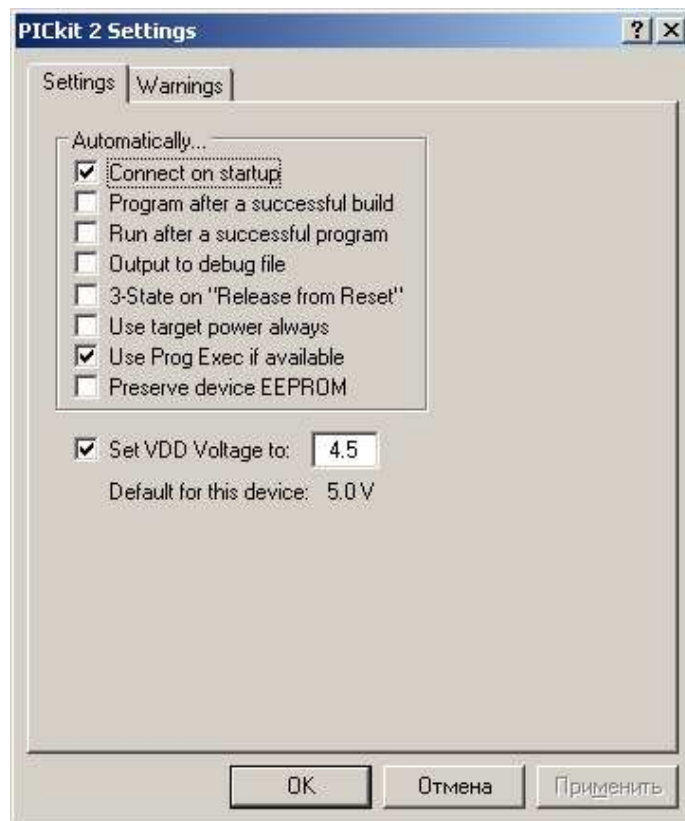 PICkit 2 Settings
Settings Warnings
Automatically...
Connect on startup
Program after a successful build
Run after a successful program
Output to debug file
3-State on "Release from Reset"
Use target power always
Use Prog Exec if available
Preserve device EEPROM
Set VDD Voltage to: 4.5
Default for this device: 5.0 V
OK Отмена Применить